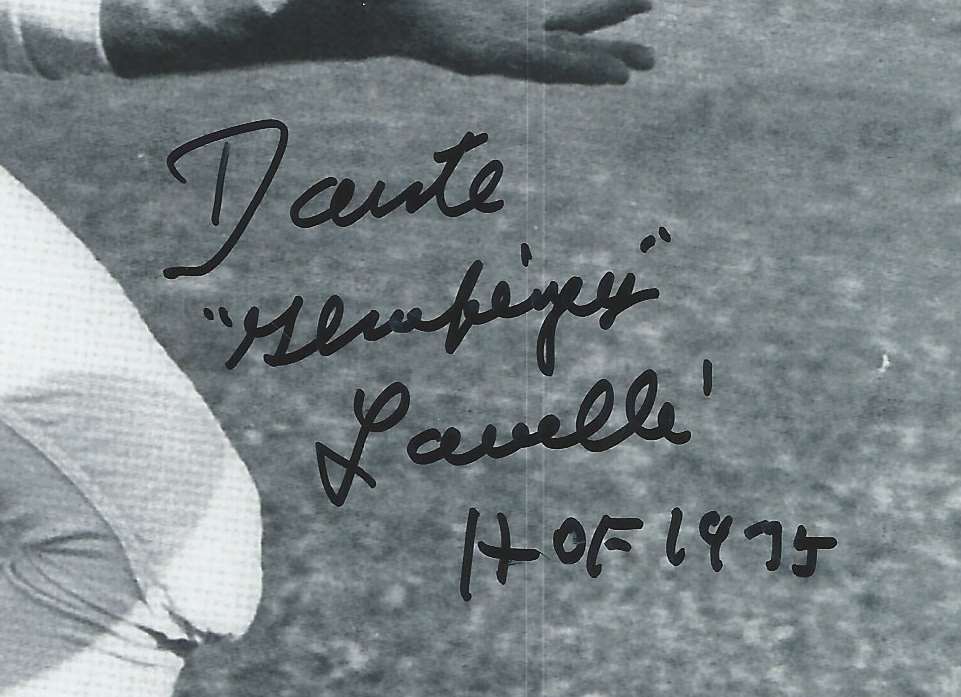 Dante
"Gluefingers"
Lavelli
HOF 1975